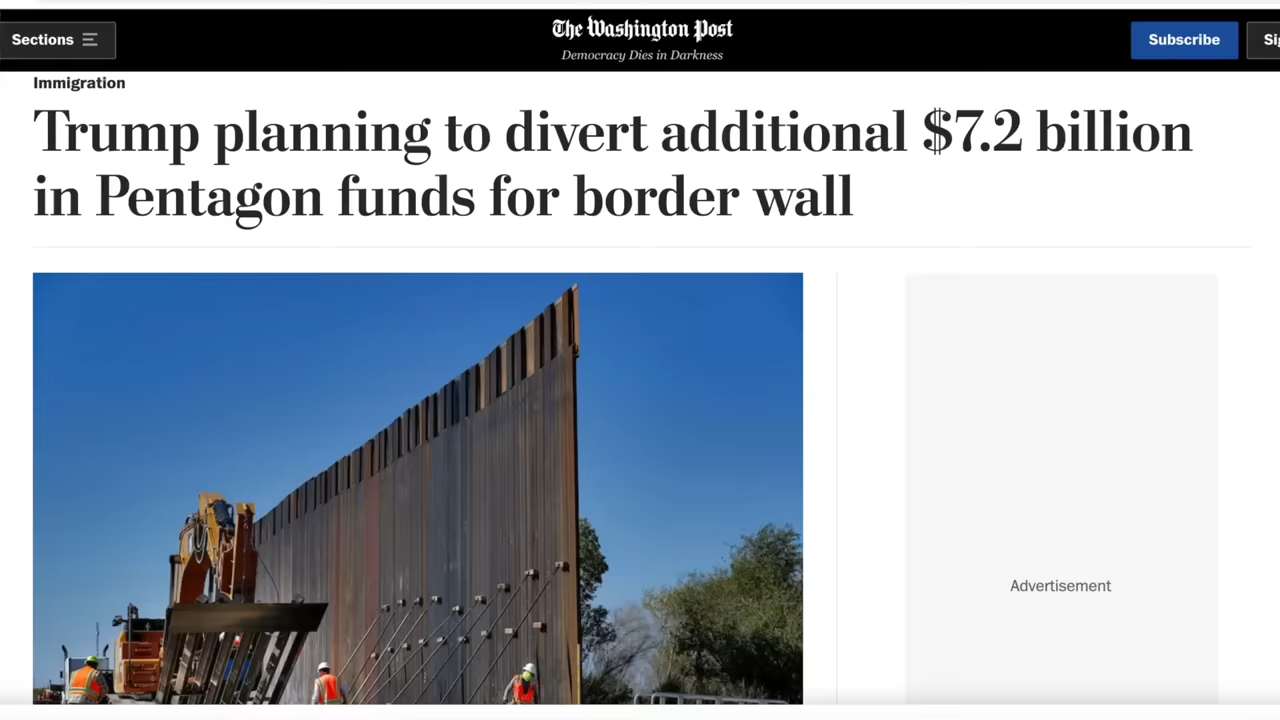 Sections
The Washington Post
Democracy Dies in Darkness
Subscribe
Immigration
Trump planning to divert additional $7.2 billion
in Pentagon funds for border wall
Advertisement